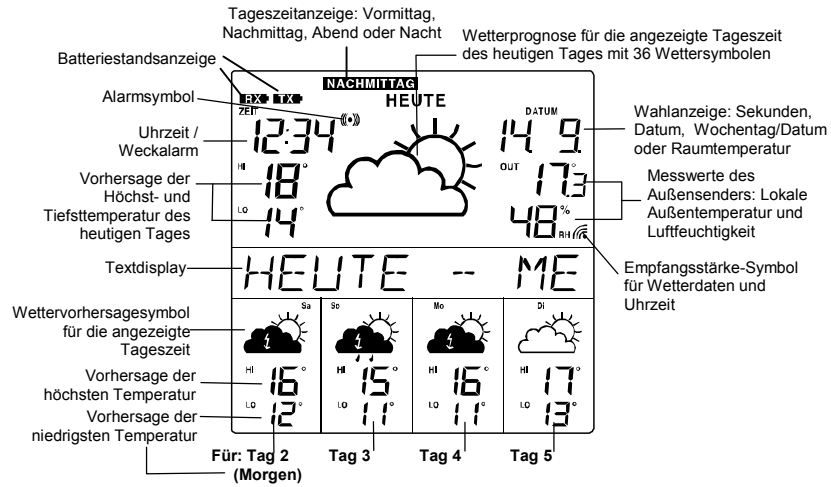 Tageszeitanzeige: Vormittag,
Nachmittag, Abend oder Nacht
Wetterprognose für die angezeigte Tageszeit
des heutigen Tages mit 36 Wettersymbolen
Batteriestandsanzeige
Alarmsymbol
Uhrzeit /
Weckalarm
Vorhersage der
Höchst- und
Tiefsttemperatur des
heutigen Tages
Textdisplay
Wettervorhersagesymbol
für die angezeigte
Tageszeit
Vorhersage der
höchsten Temperatur
Vorhersage der
niedrigsten Temperatur
NACHMITTAG
HEUTE
RX TX
ZEIT
12:34
DATUM
14. 9.
HI
18°
LO
14°
OUT
17.3°
48%
RH
HEUTE - ME
Sa
HI
16°
LO
12°
So
HI
15°
LO
11°
Mo
HI
16°
LO
11°
Di
HI
17°
LO
13°
Wahlanzeige: Sekunden,
Datum, Wochentag/Datum
oder Raumtemperatur
Messwerte des
Außensenders: Lokale
Außentemperatur und
Luftfeuchtigkeit
Empfangsstärke-Symbol
für Wetterdaten und
Uhrzeit
Für: Tag 2
(Morgen)
Tag 3
Tag 4
Tag 5